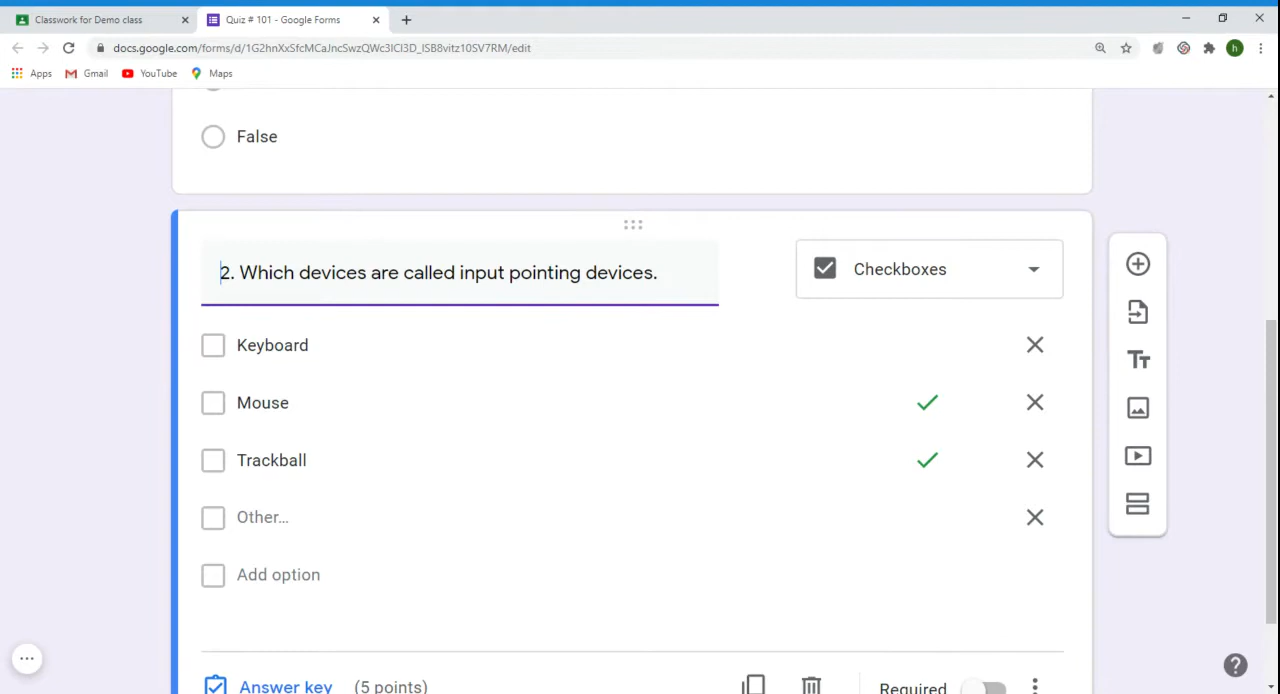 Classwork for Demo class
Quiz # 101 - Google Forms
docs.google.com/forms/d/1G2hnXxSfcMCaJncSwzQWc3ICI3D_lSB8vitz10SV7RM/edit
h
Apps
Gmail
YouTube
Maps
False
2. Which devices are called input pointing devices.
Checkboxes
Keyboard
Mouse
Trackball
Other...
Add option
Answer key
(5 points)
Required